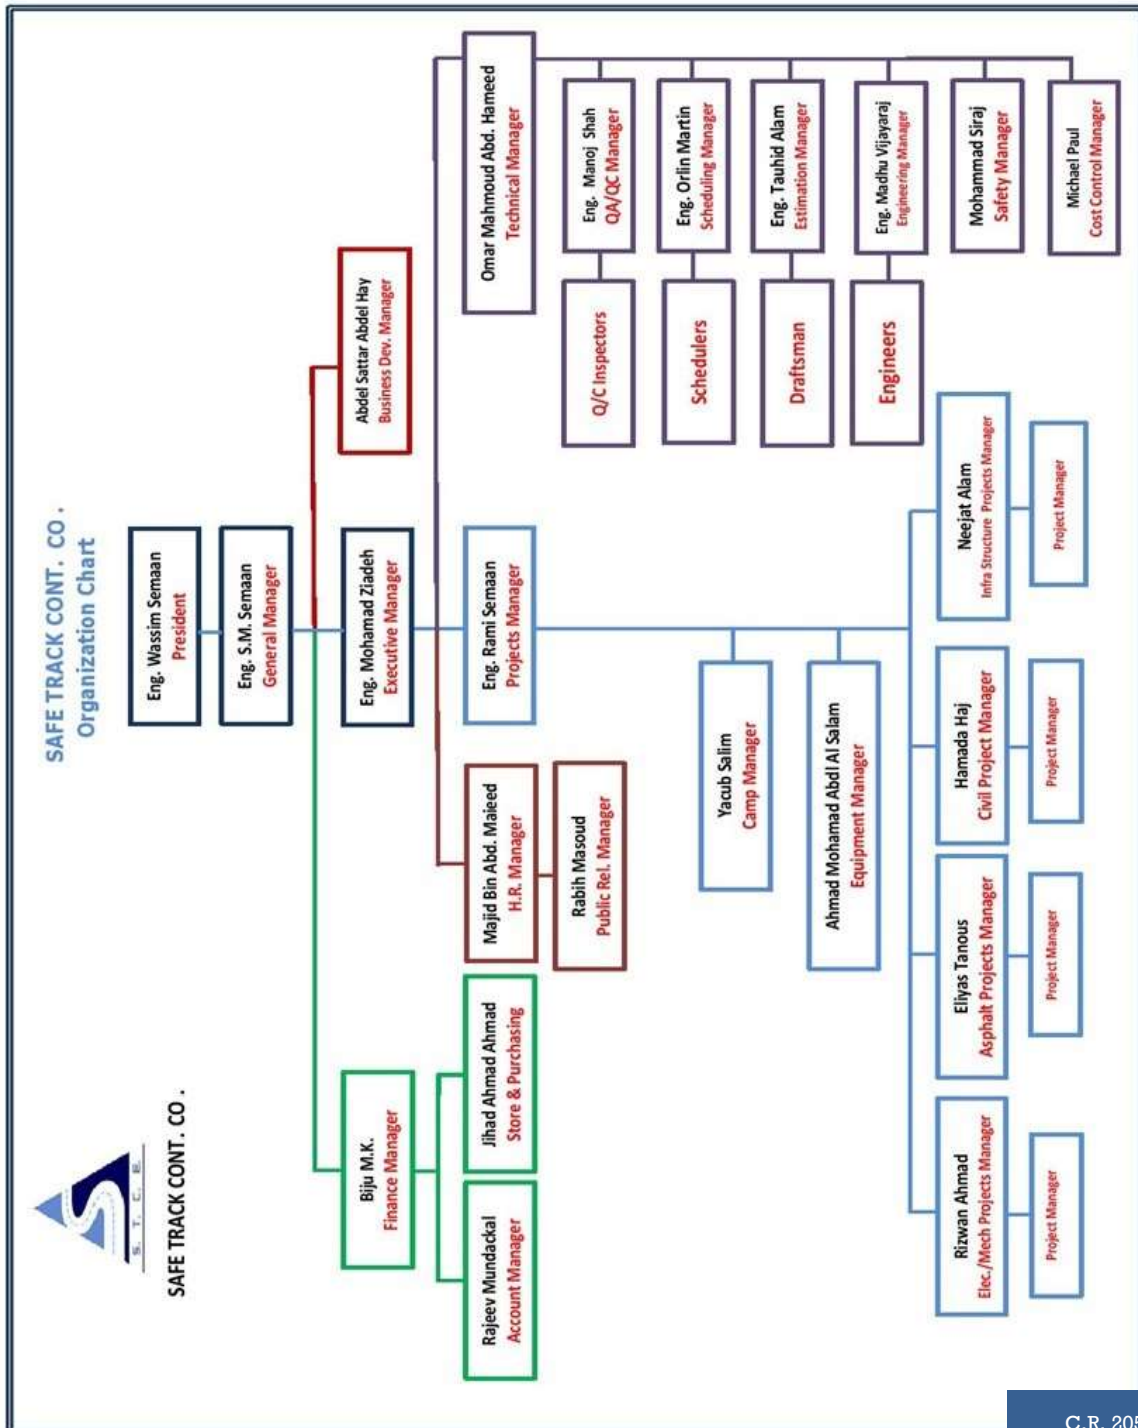 SAFE TRACK CONT. CO .
Organization Chart
S. T. C. E.
SAFE TRACK CONT. CO .
Eng. Wassim Semaan
President
Eng. S.M. Semaan
General Manager
Biju M.K.
Finance Manager
Eng. Mohamad Ziadeh
Executive Manager
Abdel Sattar Abdel Hay
Business Dev. Manager
Rajeev Mundackal
Account Manager
Jihad Ahmad Ahmad
Store & Purchasing
Majid Bin Abd. Maieed
H.R. Manager
Eng. Rami Semaan
Projects Manager
Omar Mahmoud Abd. Hameed
Technical Manager
Rabih Masoud
Public Rel. Manager
Q/C Inspectors
Eng. Manoj Shah
QA/QC Manager
Schedulers
Eng. Orlin Martin
Scheduling Manager
Yacub Salim
Camp Manager
Draftsman
Eng. Tauhid Alam
Estimation Manager
Ahmad Mohamad Abdl Al Salam
Equipment Manager
Engineers
Eng. Madhu Vijayaraj
Engineering Manager
Rizwan Ahmad
Elec./Mech Projects Manager
Eliyas Tanous
Asphalt Projects Manager
Hamada Haj
Civil Project Manager
Neejat Alam
Infra Structure Projects Manager
Mohammad Siraj
Safety Manager
Project Manager
Project Manager
Project Manager
Project Manager
Michael Paul
Cost Control Manager
C.R. 205